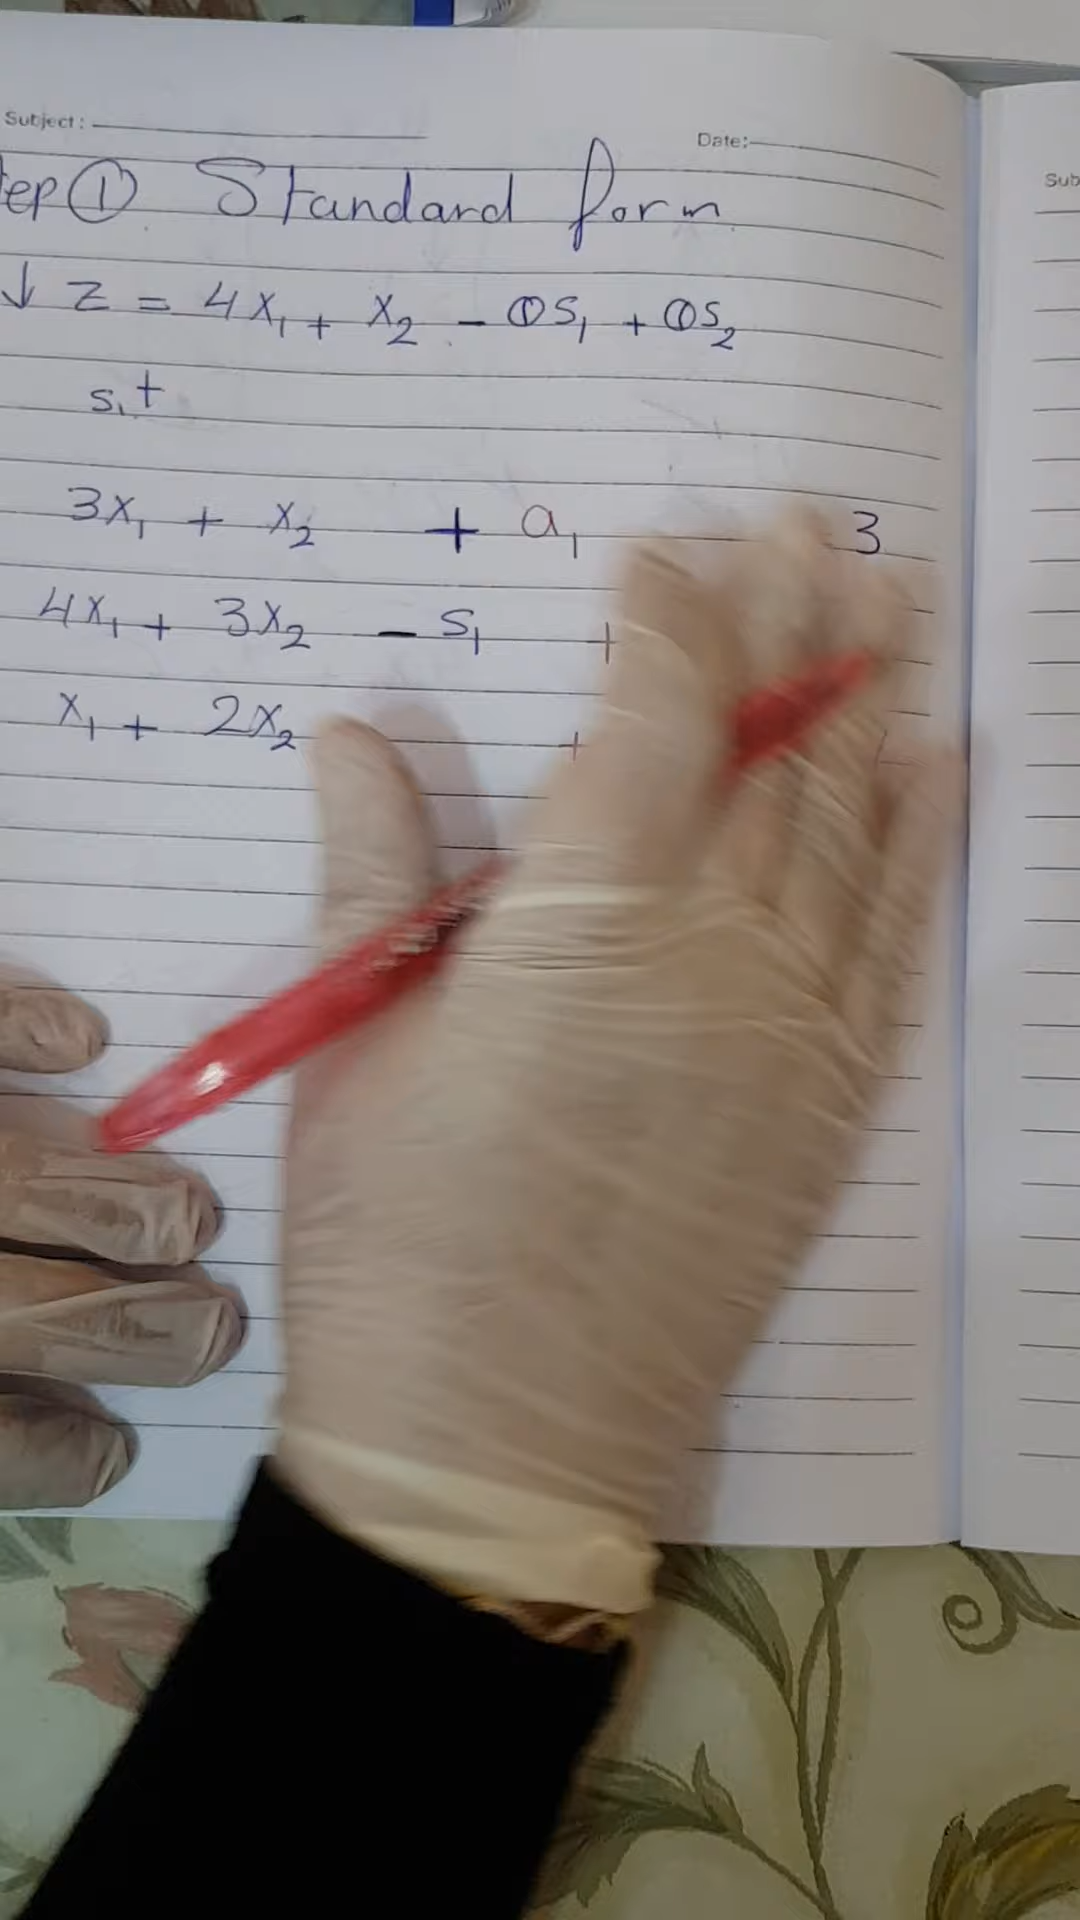 Subject:
Date:
Sub
tep ① Standard form
↓ Z = 4x₁ + x₂ - 0S₁ + 0S₂
s.t
3x₁ + x₂ + a₁ 3
4x₁ + 3x₂ - S₁ +
x₁ + 2x₂ +